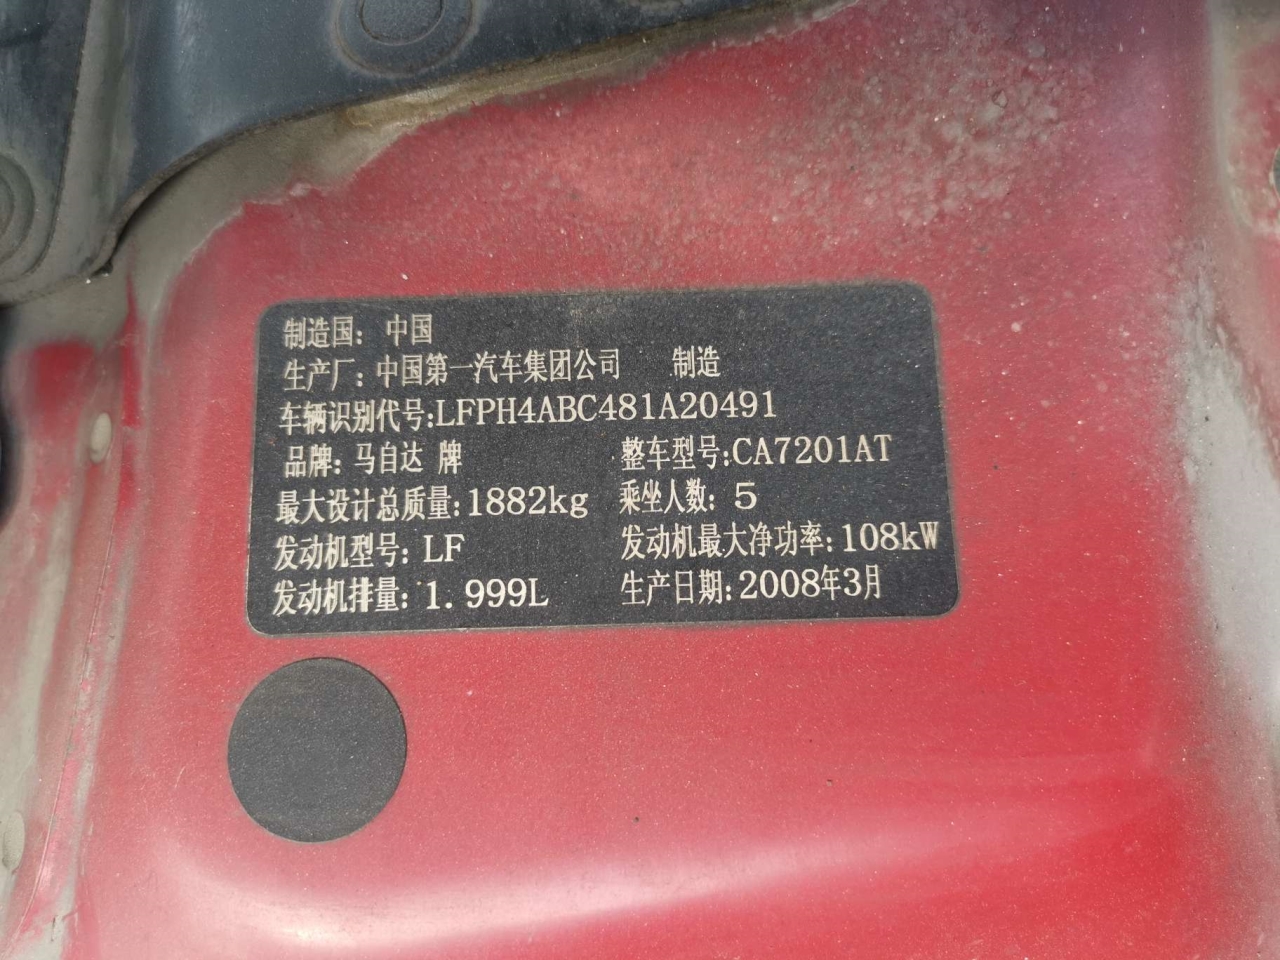 制造国：中国
生产厂：中国第一汽车集团公司 制造
车辆识别代号：LFPH4ABC481A20491
品牌：马自达 牌 整车型号：CA7201AT
最大设计总质量：1882kg 乘坐人数：5
发动机型号：LF 发动机最大净功率：108kW
发动机排量：1.999L 生产日期：2008年3月